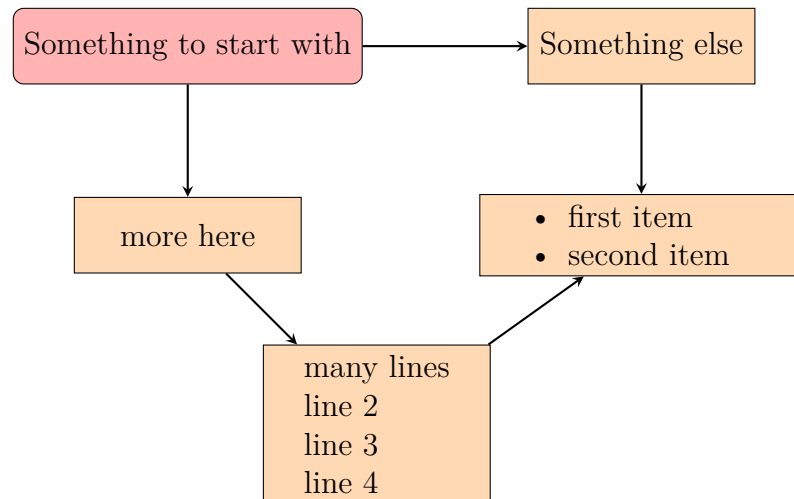 Something to start with
Something else
more here
• first item
• second item
many lines
line 2
line 3
line 4